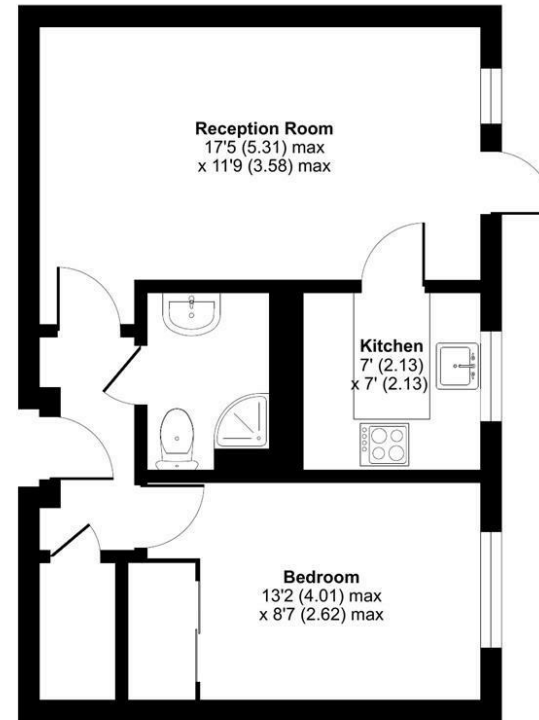 Reception Room
17'5 (5.31) max
x 11'9 (3.58) max
Kitchen
7' (2.13)
x 7' (2.13)
Bedroom
13'2 (4.01) max
x 8'7 (2.62) max